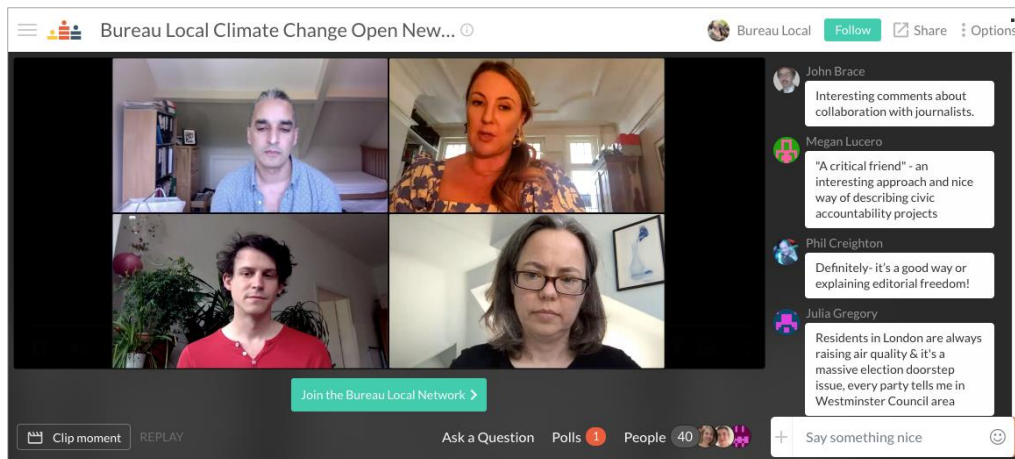 Bureau Local Climate Change Open New...
Bureau Local
Follow
Share
Options
John Brace
Interesting comments about
collaboration with journalists.
Megan Lucero
"A critical friend" - an
interesting approach and nice
way of describing civic
accountability projects
Phil Creighton
Definitely- it's a good way or
explaining editorial freedom!
Julia Gregory
Residents in London are always
raising air quality & it's a
massive election doorstep
issue, every party tells me in
Westminster Council area
Join the Bureau Local Network
Clip moment
REPLAY
Ask a Question
Polls 1
People 40
Say something nice